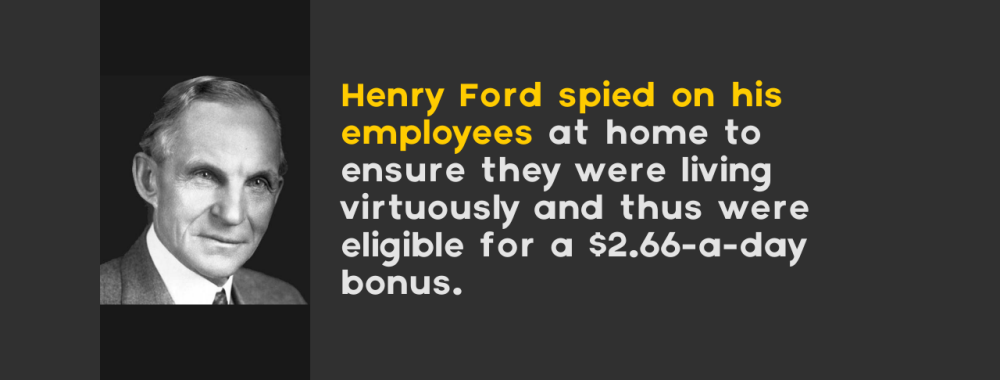 Henry Ford spied on his
employees at home to
ensure they were living
virtuously and thus were
eligible for a $2.66-a-day
bonus.